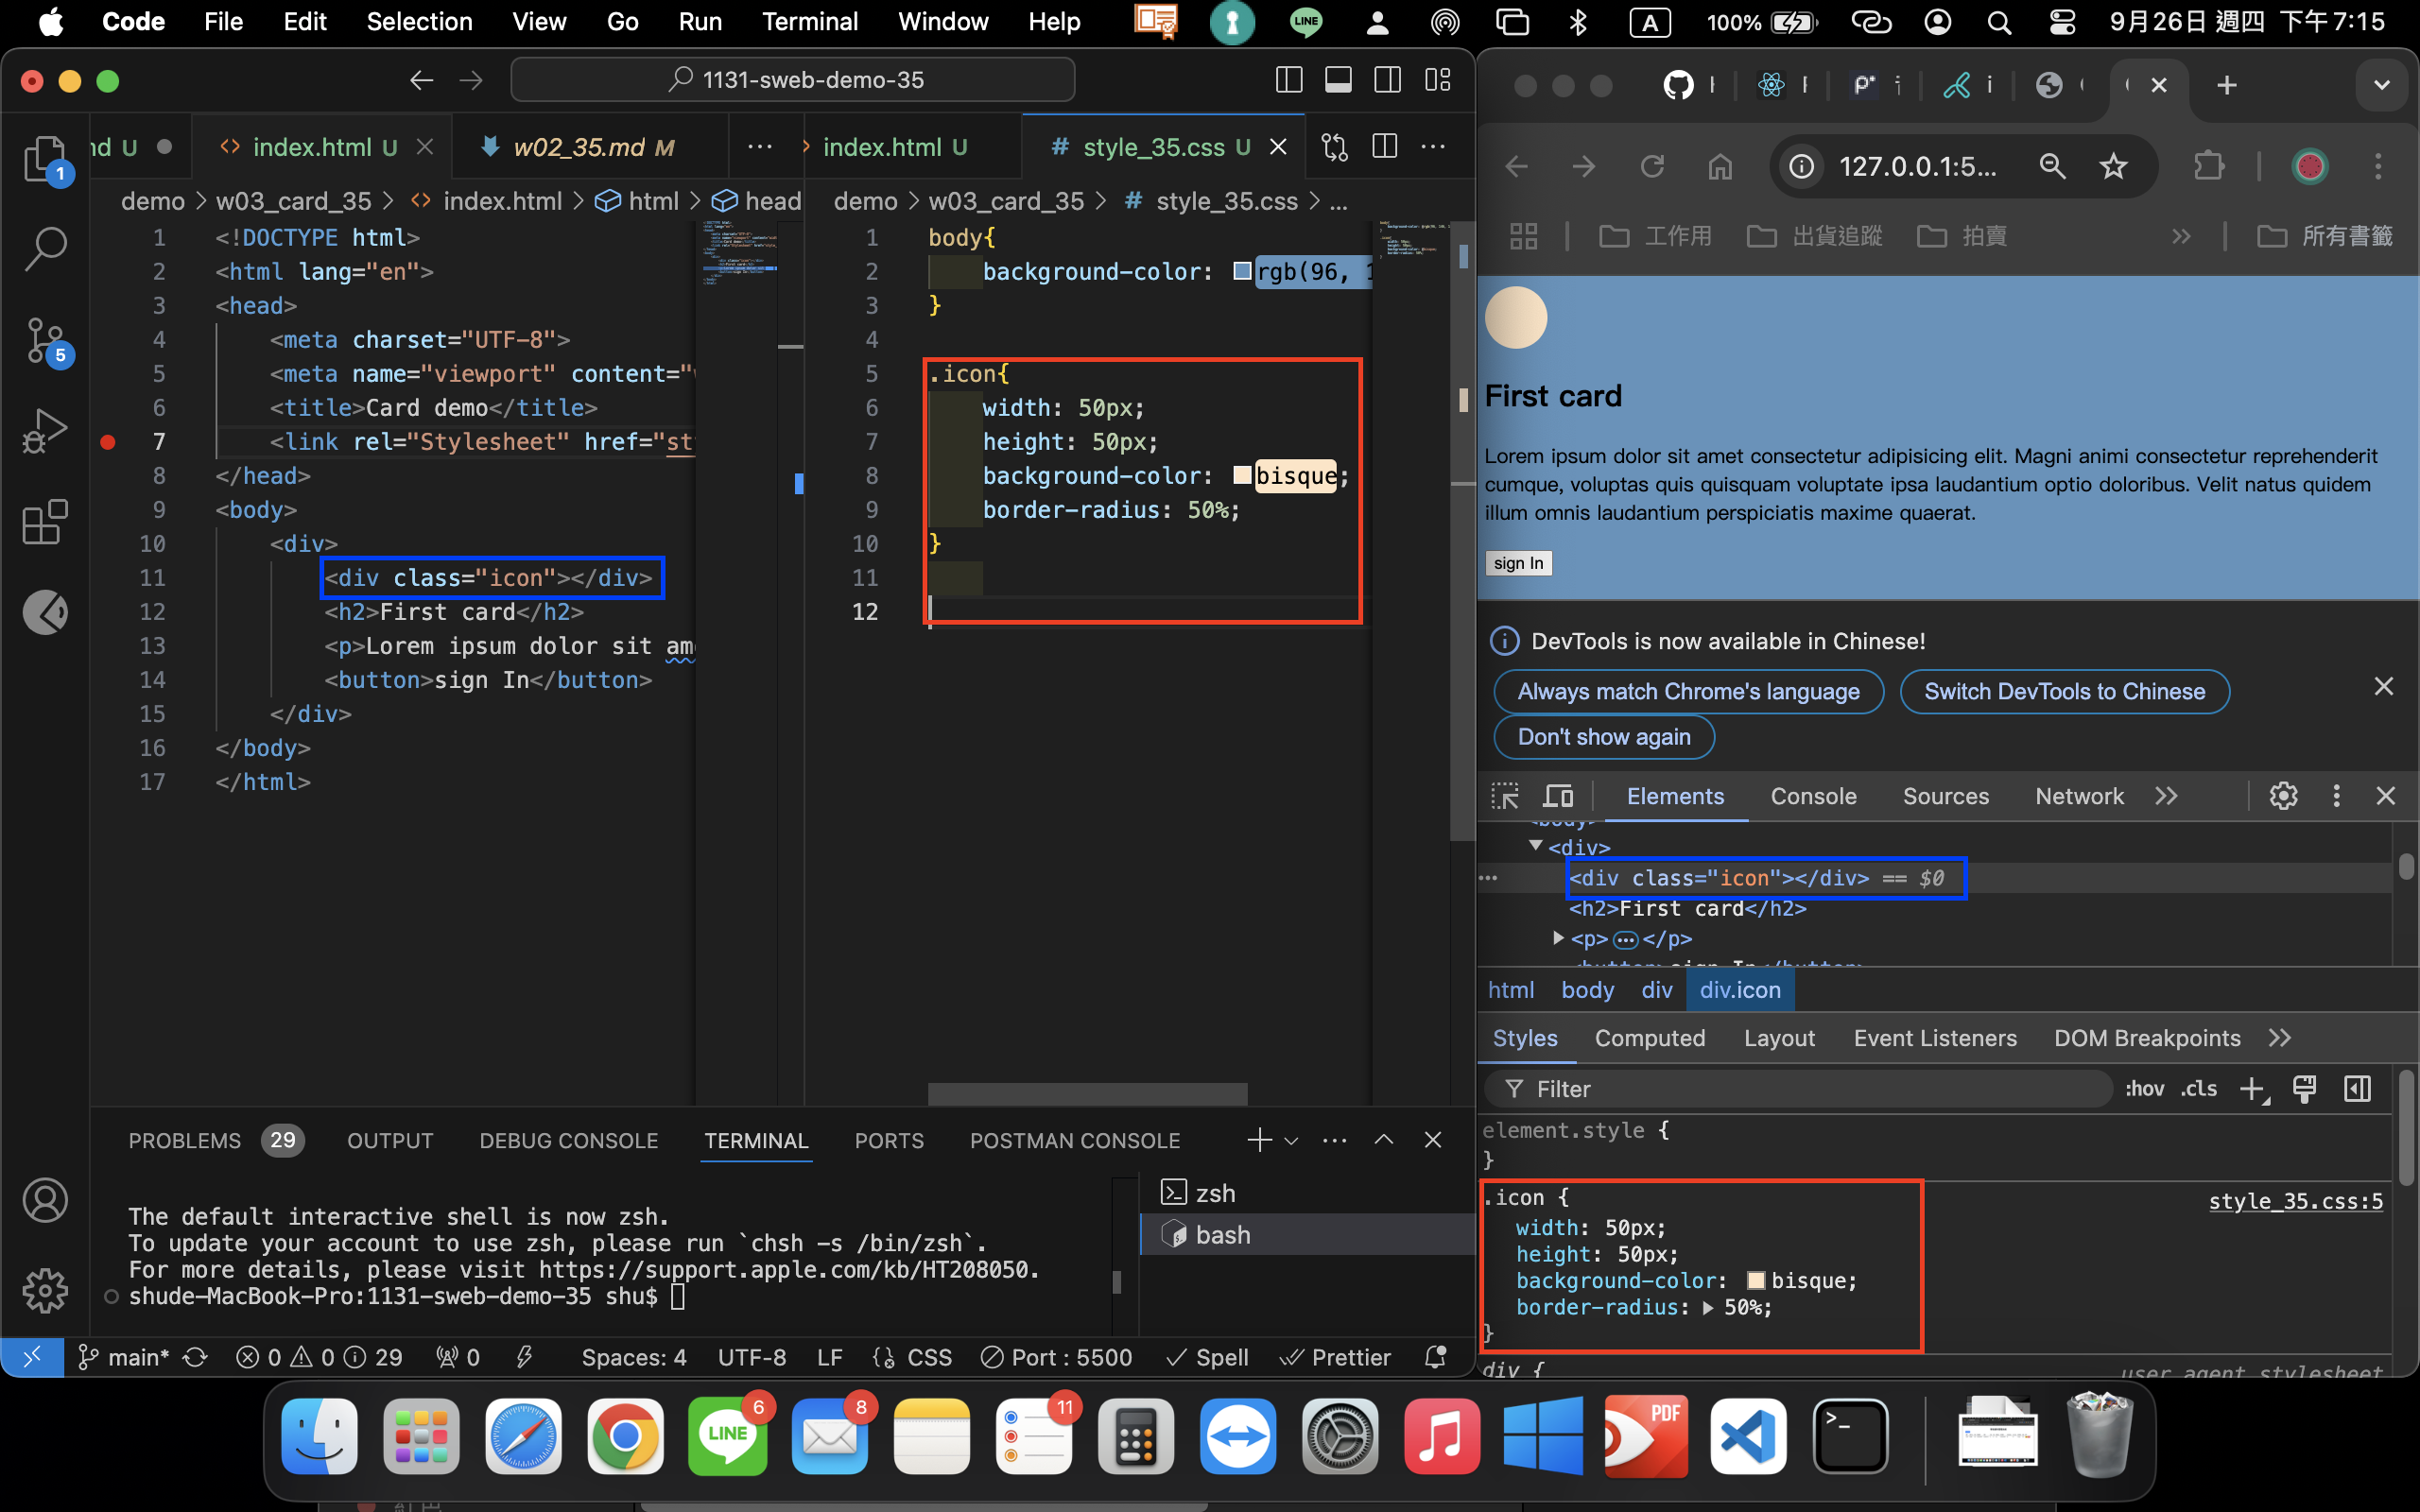 Code File Edit Selection View Go Run Terminal Window Help LINE A 100% 9月26日 週四 下午 7:15
1131-sweb-demo-35
nd U index.html U w02_35.md M ...
demo > w03_card_35 > index.html > html > head
1 <!DOCTYPE html>
2 <html lang="en">
3 <head>
4 <meta charset="UTF-8">
5 <meta name="viewport" content="
6 <title>Card demo</title>
7 <link rel="Stylesheet" href="st
8 </head>
9 <body>
10 <div>
11 <div class="icon"></div>
12 <h2>First card</h2>
13 <p>Lorem ipsum dolor sit am
14 <button>sign In</button>
15 </div>
16 </body>
17 </html>
index.html U # style_35.css U
demo > w03_card_35 > # style_35.css > ...
1 body{
2 background-color: rgb(96, 1
3 }
4
5 .icon{
6 width: 50px;
7 height: 50px;
8 background-color: bisque;
9 border-radius: 50%;
10 }
11
12
1
5
PROBLEMS 29 OUTPUT DEBUG CONSOLE TERMINAL PORTS POSTMAN CONSOLE
The default interactive shell is now zsh.
To update your account to use zsh, please run `chsh -s /bin/zsh`.
For more details, please visit https://support.apple.com/kb/HT208050.
shude-MacBook-Pro:1131-sweb-demo-35 shu$
zsh
bash
main* 0 0 29 0 Spaces: 4 UTF-8 LF CSS Port : 5500 Spell Prettier
127.0.0.1:5...
工作用 出貨追蹤 拍賣 所有書籤
First card
Lorem ipsum dolor sit amet consectetur adipisicing elit. Magni animi consectetur reprehenderit
cumque, voluptas quis quisquam voluptate ipsa laudantium optio doloribus. Velit natus quidem
illum omnis laudantium perspiciatis maxime quaerat.
sign In
DevTools is now available in Chinese!
Always match Chrome's language Switch DevTools to Chinese
Don't show again
Elements Console Sources Network
<body>
<div>
<div class="icon"></div> == $0
<h2>First card</h2>
<p>...</p>
<button>sign In</button>
html body div div.icon
Styles Computed Layout Event Listeners DOM Breakpoints
Filter :hov .cls
element.style {
}
.icon { style_35.css:5
width: 50px;
height: 50px;
background-color: bisque;
border-radius: 50%;
}
div { user agent stylesheet
6 8 11
LINE PDF